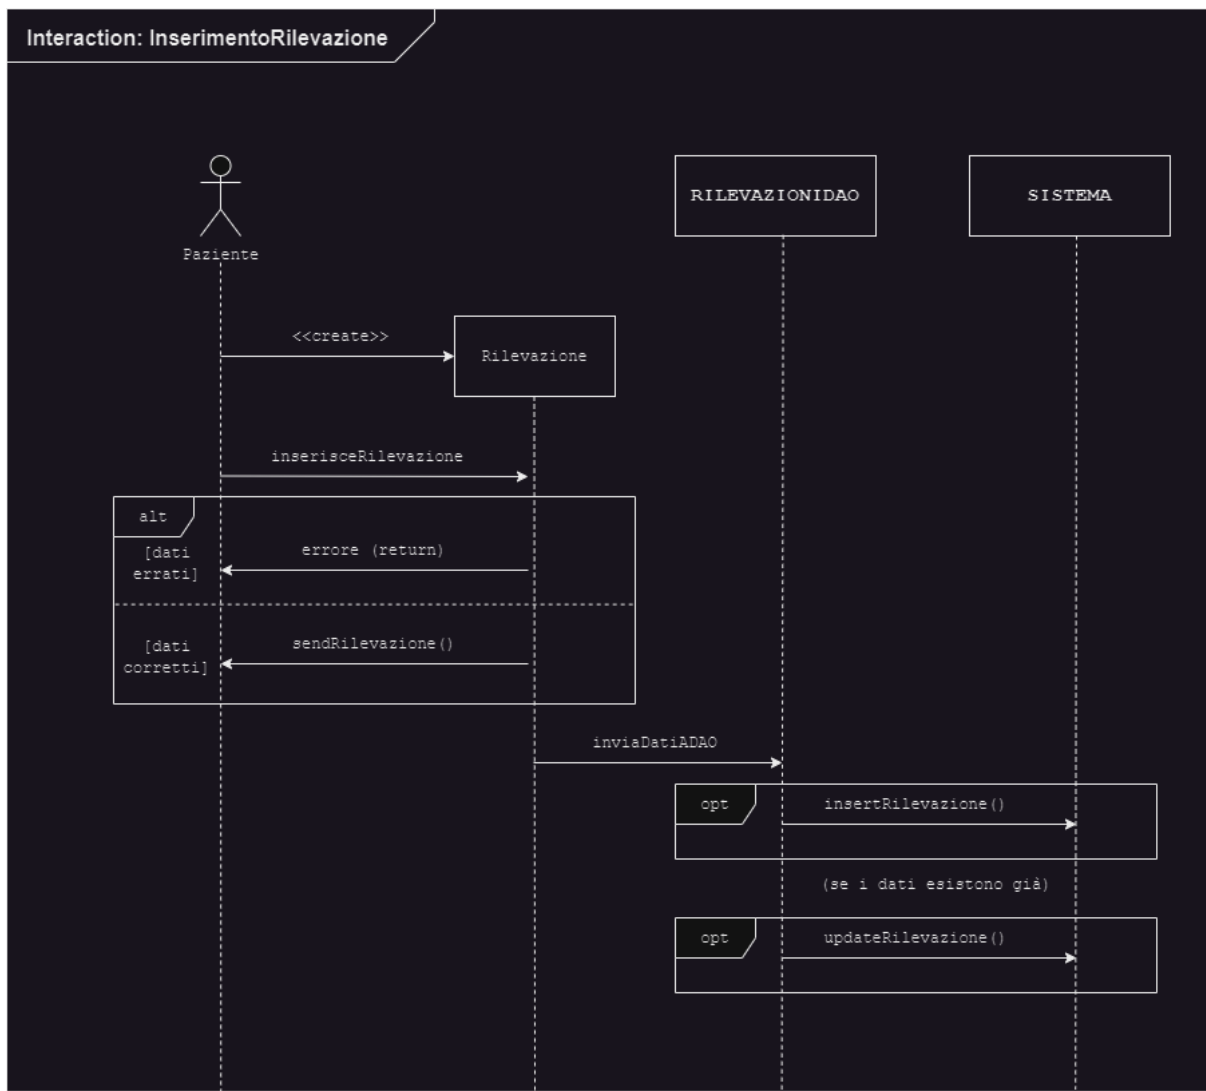 Interaction: InserimentoRilevazione
RILEVAZIONIDAO
SISTEMA
Paziente
<<create>>
Rilevazione
inserisceRilevazione
alt
[dati
errati]
errore (return)
[dati
corretti]
sendRilevazione()
inviaDatiADAO
opt
insertRilevazione()
(se i dati esistono già)
opt
updateRilevazione()